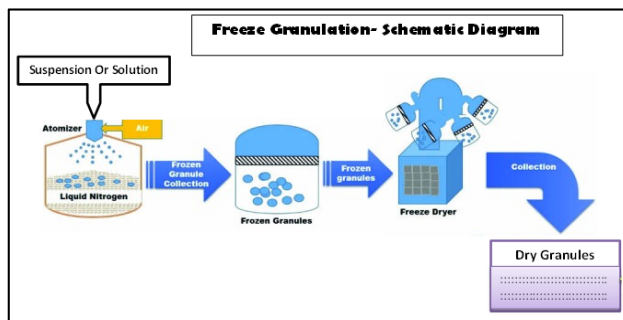 Freeze Granulation- Schematic Diagram
Suspension Or Solution
Atomizer
Air
Liquid Nitrogen
Frozen
Granule
Collection
Frozen Granules
Frozen
granules
Freeze Dryer
Collection
Dry Granules